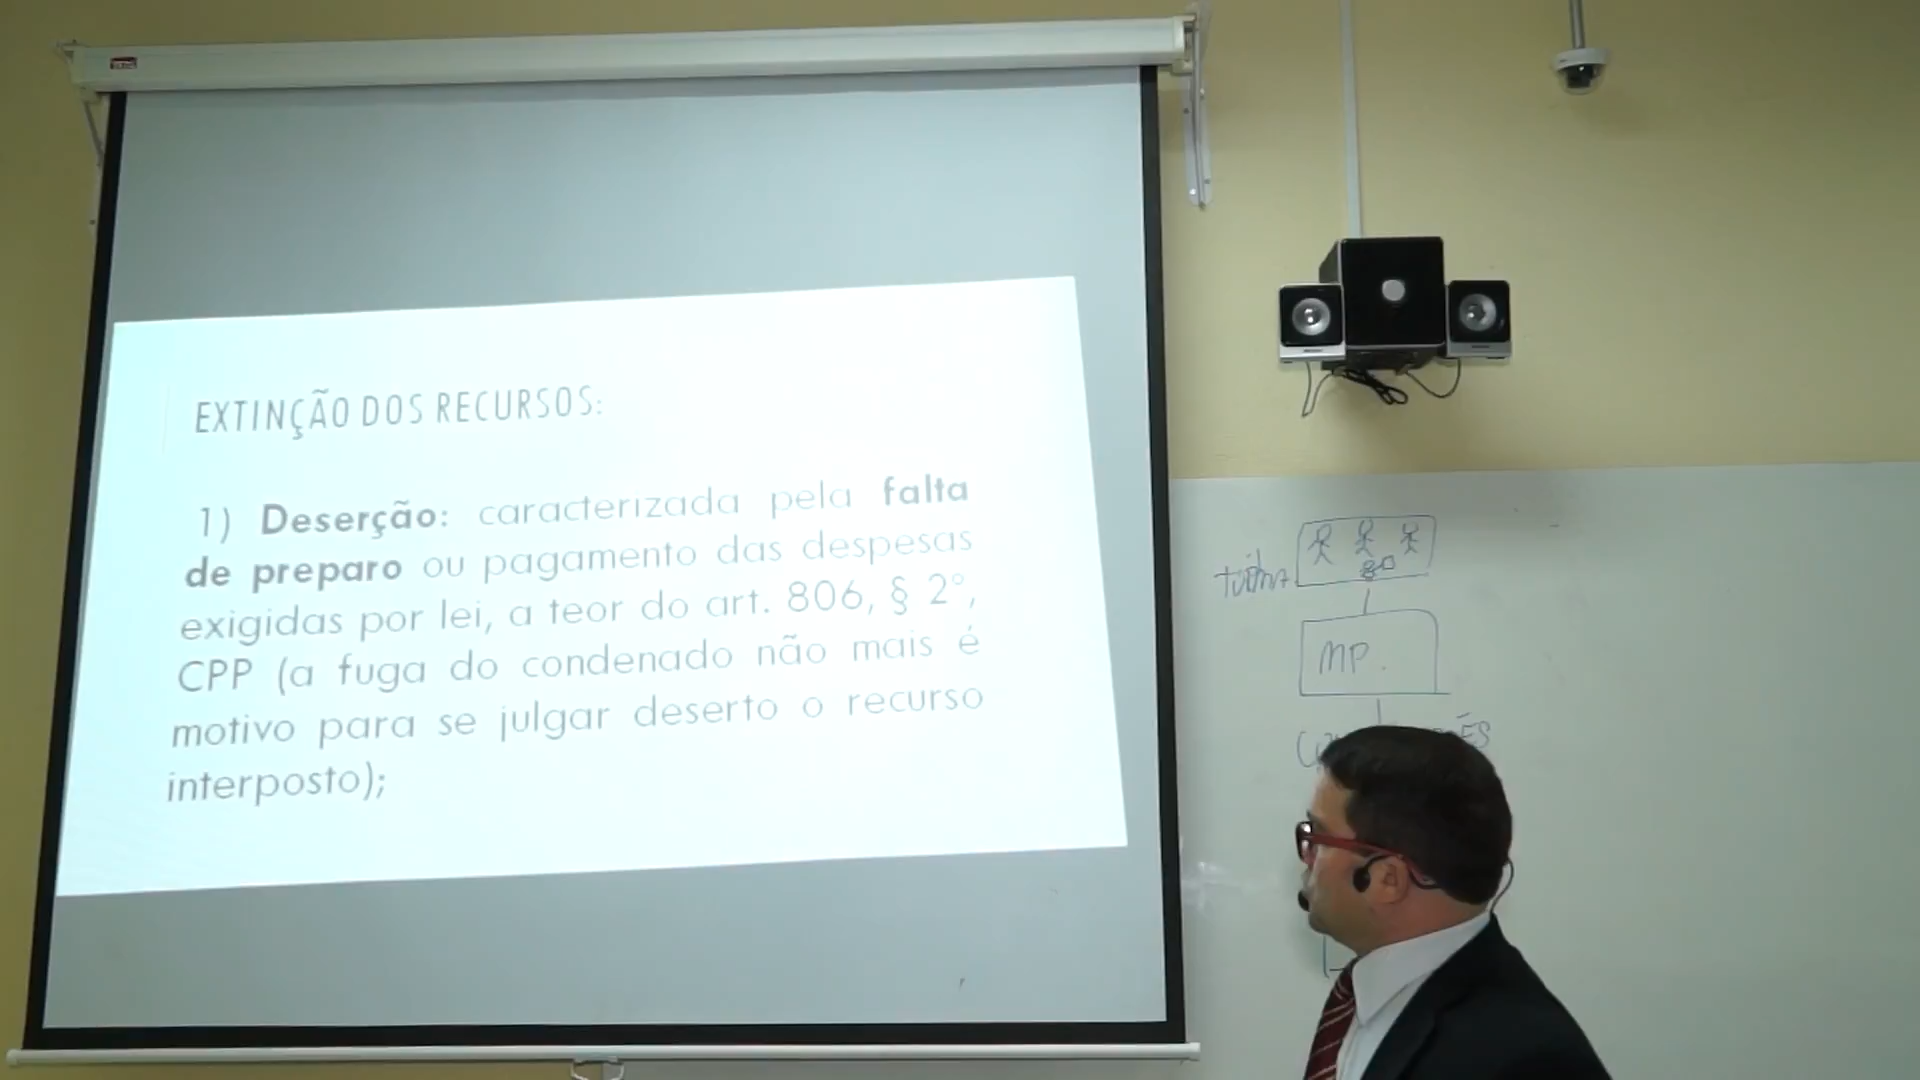 EXTINÇÃO DOS RECURSOS:
1) Deserção: caracterizada pela falta
de preparo ou pagamento das despesas
exigidas por lei, a teor do art. 806, § 2°,
CPP (a fuga do condenado não mais é
motivo para se julgar deserto o recurso
interposto);
MP.